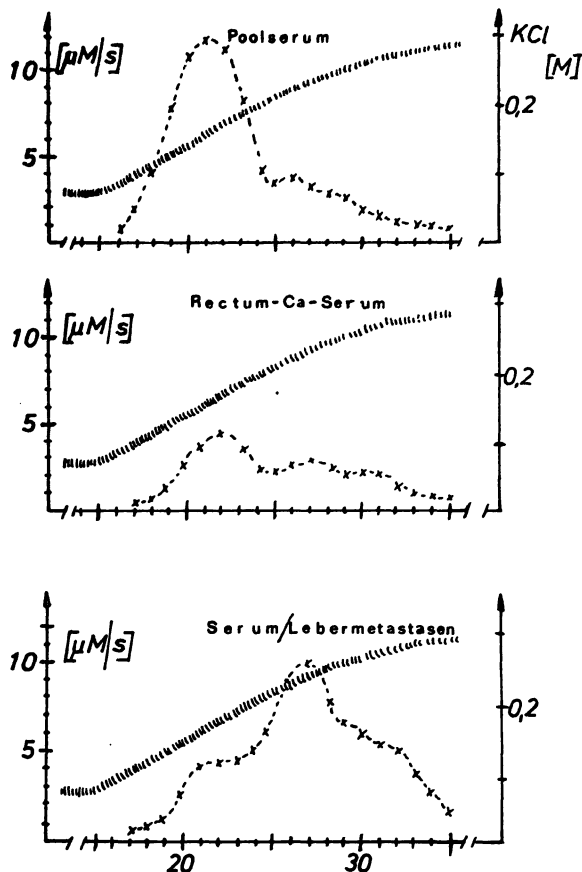 Poolserum
KCl
[µM/s]
[M]
10
0,2
5
Rectum-Ca-Serum
[µM/s]
10
0,2
5
Serum/Lebermetastasen
[µM/s]
10
0,2
5
20
30